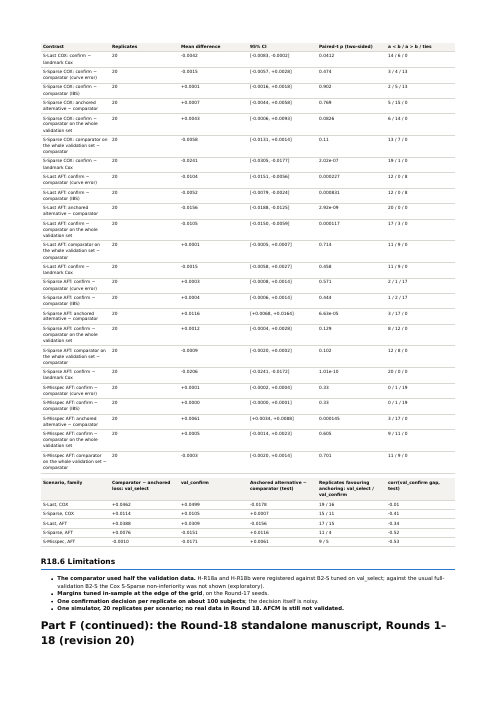 Contrast Replicates Mean difference 95% CI Paired-t p (two-sided) a < b / a > b / ties
S-Last COX: confirm − 20 -0.0042 [-0.0083, -0.0002] 0.0412 14 / 6 / 0
landmark Cox
S-Sparse COX: confirm − 20 -0.0015 [-0.0057, +0.0028] 0.474 3 / 4 / 13
comparator (curve error)
S-Sparse COX: confirm − 20 +0.0001 [-0.0016, +0.0018] 0.902 2 / 5 / 13
comparator (IBS)
S-Sparse COX: anchored 20 +0.0007 [-0.0044, +0.0058] 0.769 5 / 15 / 0
alternative − comparator
S-Sparse COX: confirm − 20 +0.0043 [-0.0006, +0.0093] 0.0826 6 / 14 / 0
comparator on the whole
validation set
S-Sparse COX: comparator on 20 -0.0058 [-0.0131, +0.0014] 0.11 13 / 7 / 0
the whole validation set −
comparator
S-Sparse COX: confirm − 20 -0.0241 [-0.0305, -0.0177] 2.02e-07 19 / 1 / 0
landmark Cox
S-Last AFT: confirm − 20 -0.0104 [-0.0151, -0.0056] 0.000227 12 / 0 / 8
comparator (curve error)
S-Last AFT: confirm − 20 -0.0052 [-0.0079, -0.0024] 0.000831 12 / 0 / 8
comparator (IBS)
S-Last AFT: anchored 20 -0.0156 [-0.0188, -0.0125] 2.92e-09 20 / 0 / 0
alternative − comparator
S-Last AFT: confirm − 20 -0.0105 [-0.0150, -0.0059] 0.000117 17 / 3 / 0
comparator on the whole
validation set
S-Last AFT: comparator on 20 +0.0001 [-0.0005, +0.0007] 0.714 11 / 9 / 0
the whole validation set −
comparator
S-Last AFT: confirm − 20 -0.0015 [-0.0058, +0.0027] 0.458 11 / 9 / 0
landmark Cox
S-Sparse AFT: confirm − 20 +0.0003 [-0.0008, +0.0014] 0.571 2 / 1 / 17
comparator (curve error)
S-Sparse AFT: confirm − 20 +0.0004 [-0.0006, +0.0014] 0.444 1 / 2 / 17
comparator (IBS)
S-Sparse AFT: anchored 20 +0.0116 [+0.0068, +0.0164] 6.63e-05 3 / 17 / 0
alternative − comparator
S-Sparse AFT: confirm − 20 +0.0012 [-0.0004, +0.0028] 0.129 8 / 12 / 0
comparator on the whole
validation set
S-Sparse AFT: comparator on 20 -0.0009 [-0.0020, +0.0002] 0.102 12 / 8 / 0
the whole validation set −
comparator
S-Sparse AFT: confirm − 20 -0.0206 [-0.0241, -0.0172] 1.01e-10 20 / 0 / 0
landmark Cox
S-Misspec AFT: confirm − 20 +0.0001 [-0.0002, +0.0004] 0.33 0 / 1 / 19
comparator (curve error)
S-Misspec AFT: confirm − 20 +0.0000 [-0.0000, +0.0001] 0.33 0 / 1 / 19
comparator (IBS)
S-Misspec AFT: anchored 20 +0.0061 [+0.0034, +0.0088] 0.000145 3 / 17 / 0
alternative − comparator
S-Misspec AFT: confirm − 20 +0.0005 [-0.0014, +0.0023] 0.605 9 / 11 / 0
comparator on the whole
validation set
S-Misspec AFT: comparator 20 -0.0003 [-0.0020, +0.0014] 0.701 11 / 9 / 0
on the whole validation set −
comparator
Scenario, family Comparator − anchored val_confirm Anchored alternative − Replicates favouring corr(val_confirm gap,
loss: val_select comparator (test) anchoring: val_select / test)
val_confirm
S-Last, COX +0.0462 +0.0499 -0.0178 19 / 16 -0.01
S-Sparse, COX +0.0114 +0.0105 +0.0007 15 / 11 -0.41
S-Last, AFT +0.0388 +0.0309 -0.0156 17 / 15 -0.34
S-Sparse, AFT +0.0076 -0.0151 +0.0116 11 / 4 -0.52
S-Misspec, AFT -0.0010 -0.0171 +0.0061 9 / 5 -0.53
R18.6 Limitations
• The comparator used half the validation data. H-R18a and H-R18b were registered against B2-S tuned on val_select; against the usual full-
validation B2-S the Cox S-Sparse non-inferiority was not shown (exploratory).
• Margins tuned in-sample at the edge of the grid, on the Round-17 seeds.
• One confirmation decision per replicate on about 100 subjects; the decision itself is noisy.
• One simulator, 20 replicates per scenario; no real data in Round 18. AFCM is still not validated.
Part F (continued): the Round-18 standalone manuscript, Rounds 1–
18 (revision 20)